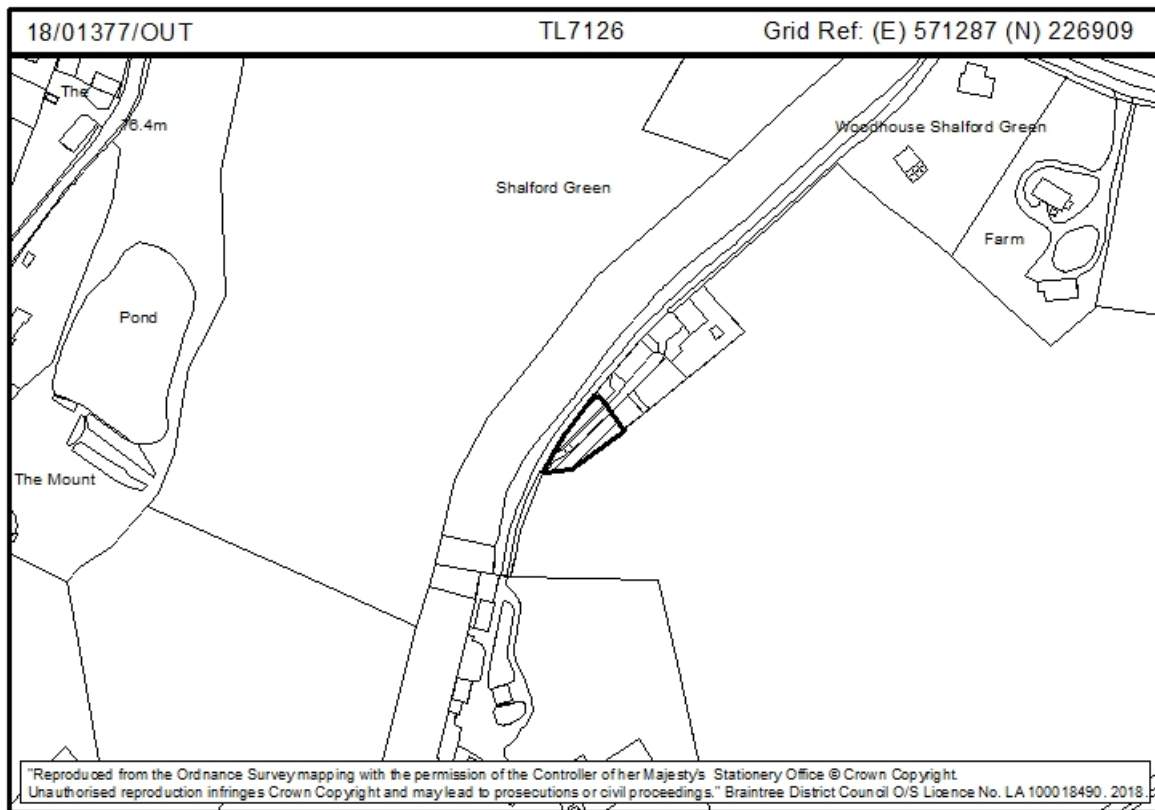 18/01377/OUT TL7126 Grid Ref: (E) 571287 (N) 226909
The
76.4m
Woodhouse Shalford Green
Shalford Green
Farm
Pond
The Mount
"Reproduced from the Ordnance Survey mapping with the permission of the Controller of her Majesty's Stationery Office © Crown Copyright.
Unauthorised reproduction infringes Crown Copyright and may lead to prosecutions or civil proceedings." Braintree District Council O/S Licence No. LA 100018490. 2018.